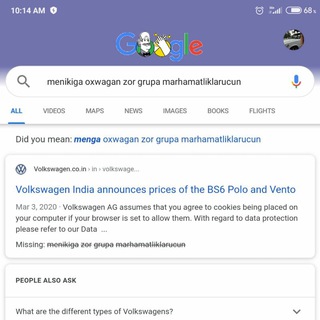 10:14 AM
68%
Google
menikiga oxwagan zor grupa marhamatliklarucun
ALL VIDEOS MAPS NEWS IMAGES BOOKS FLIGHTS
Did you mean: menga oxwagan zor grupa marhamatliklarucun
Volkswagen.co.in › in › volkswage...
Volkswagen India announces prices of the BS6 Polo and Vento
Mar 3, 2020 · Volkswagen AG assumes that you agree to cookies being placed on
your computer if your browser is set to allow them. With regard to data protection
please refer to our Data ...
Missing: menikiga zor grupa marhamatliklarucun
PEOPLE ALSO ASK
What are the different types of Volkswagens?